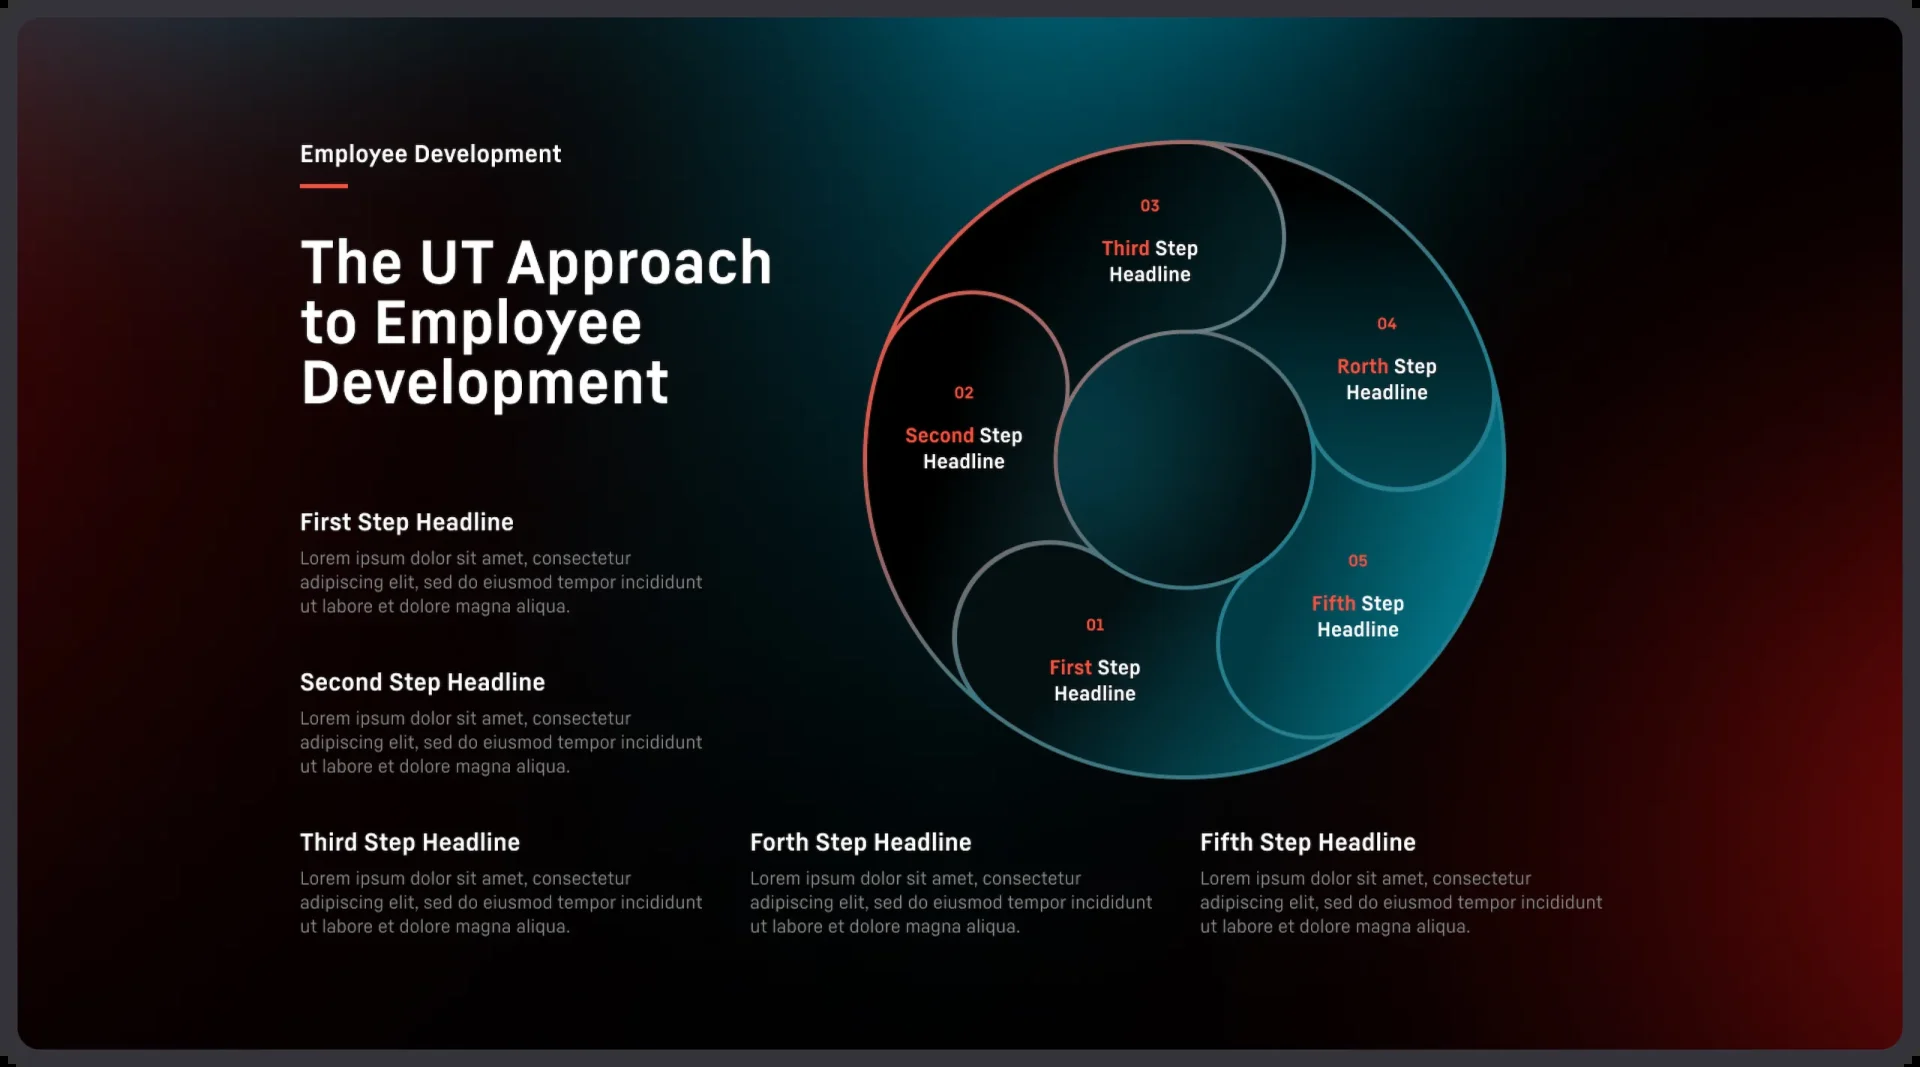 Employee Development
The UT Approach
to Employee
Development
03
Third Step
Headline
04
Rorth Step
Headline
02
Second Step
Headline
05
Fifth Step
Headline
01
First Step
Headline
First Step Headline
Lorem ipsum dolor sit amet, consectetur
adipiscing elit, sed do eiusmod tempor incididunt
ut labore et dolore magna aliqua.
Second Step Headline
Lorem ipsum dolor sit amet, consectetur
adipiscing elit, sed do eiusmod tempor incididunt
ut labore et dolore magna aliqua.
Third Step Headline
Lorem ipsum dolor sit amet, consectetur
adipiscing elit, sed do eiusmod tempor incididunt
ut labore et dolore magna aliqua.
Forth Step Headline
Lorem ipsum dolor sit amet, consectetur
adipiscing elit, sed do eiusmod tempor incididunt
ut labore et dolore magna aliqua.
Fifth Step Headline
Lorem ipsum dolor sit amet, consectetur
adipiscing elit, sed do eiusmod tempor incididunt
ut labore et dolore magna aliqua.